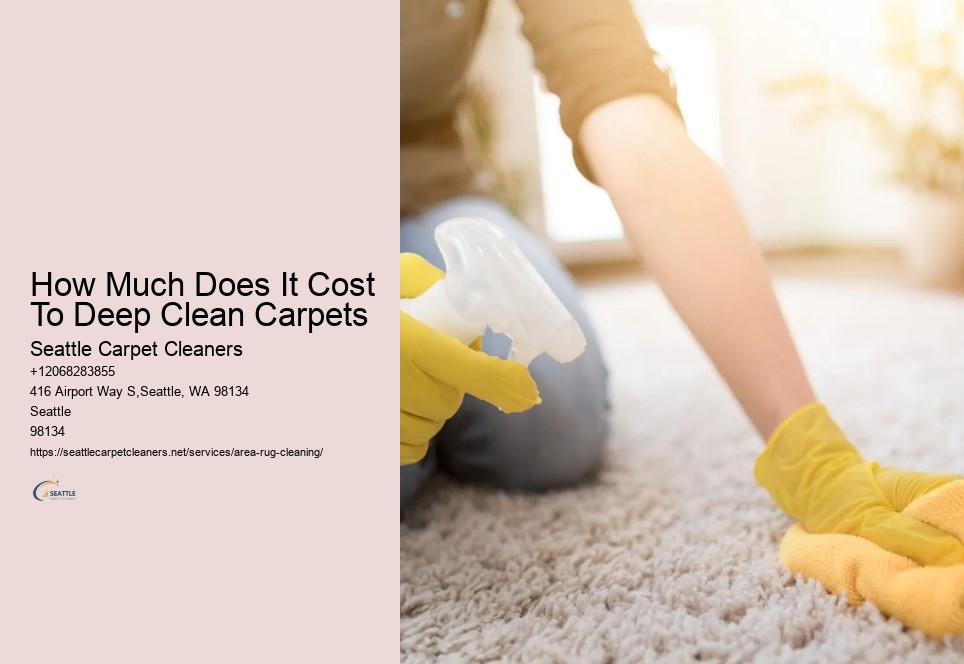 How Much Does It Cost
To Deep Clean Carpets
Seattle Carpet Cleaners
+12068283855
416 Airport Way S,Seattle, WA 98134
Seattle
98134
https://seattlecarpetcleaners.net/services/area-rug-cleaning/
SEATTLE